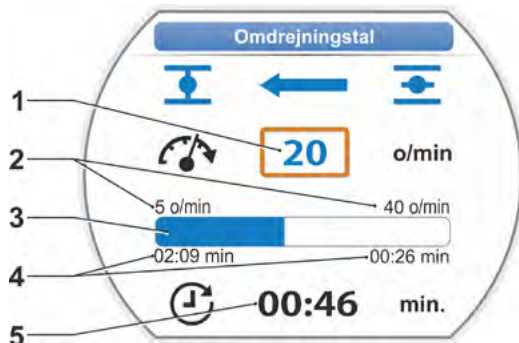 Omdrejningstal
1
20 o/min
2
5 o/min 40 o/min
3
02:09 min 00:26 min
4
00:46 min.
5